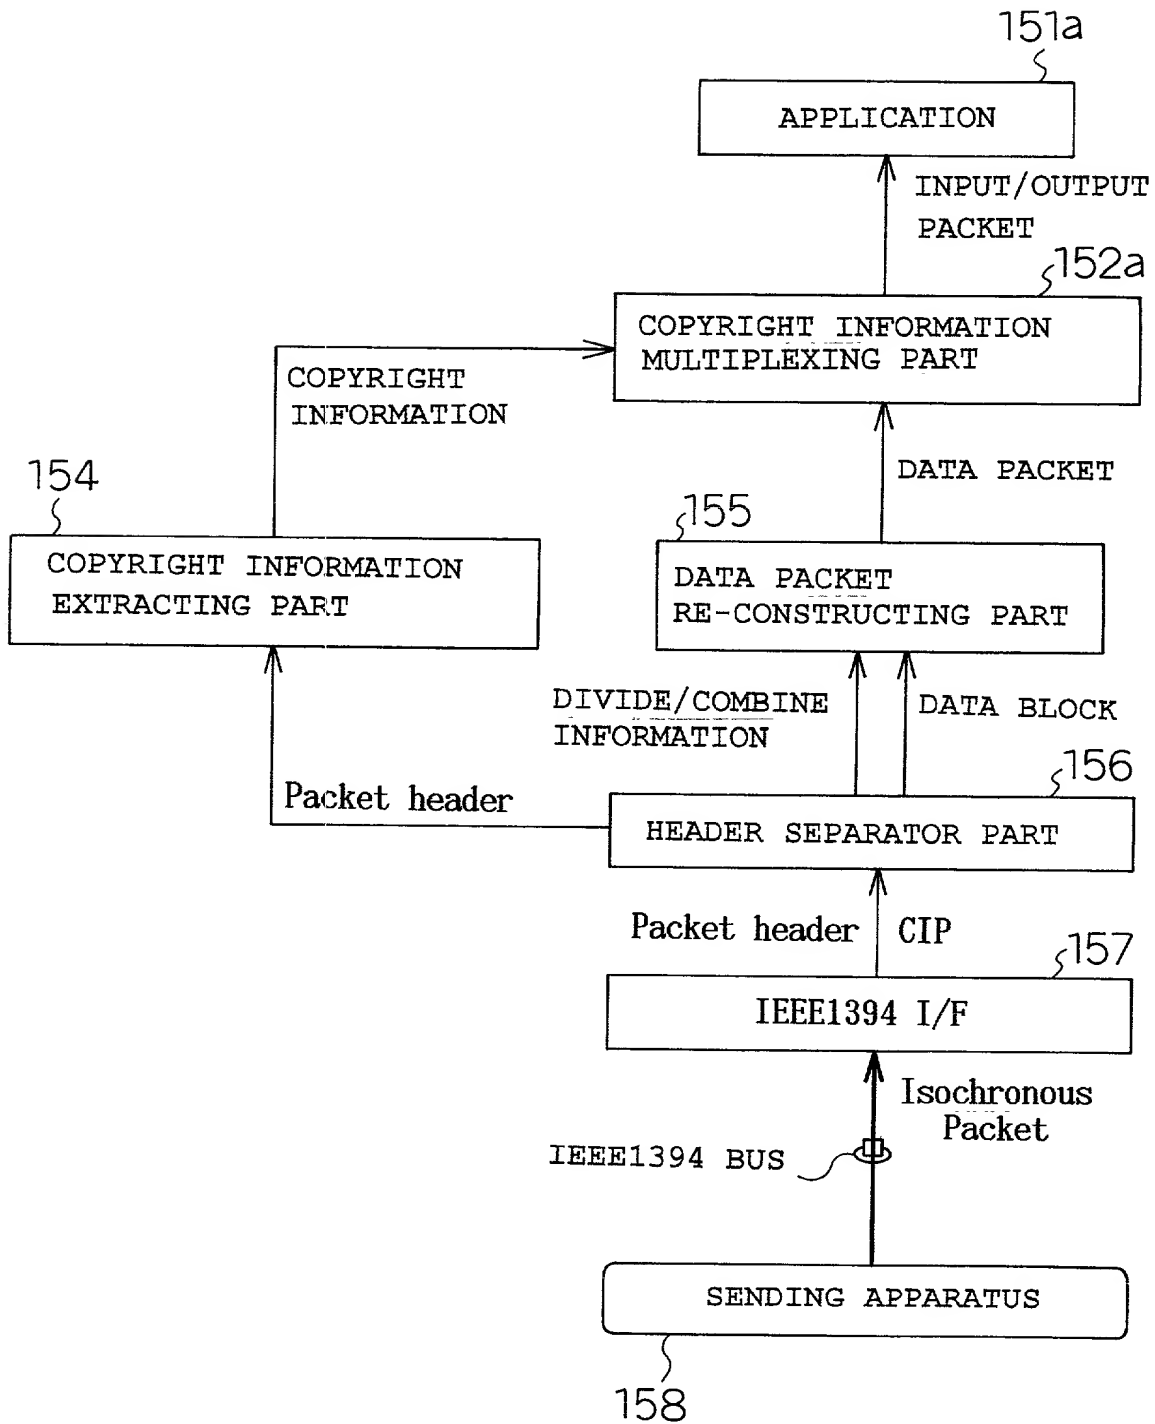 151a
APPLICATION
INPUT/OUTPUT
PACKET
152a
COPYRIGHT INFORMATION
MULTIPLEXING PART
COPYRIGHT
INFORMATION
DATA PACKET
154
155
COPYRIGHT INFORMATION
EXTRACTING PART
DATA PACKET
RE-CONSTRUCTING PART
DIVIDE/COMBINE
INFORMATION
DATA BLOCK
156
Packet header
HEADER SEPARATOR PART
Packet header
CIP
157
IEEE1394 I/F
Isochronous
Packet
IEEE1394 BUS
SENDING APPARATUS
158